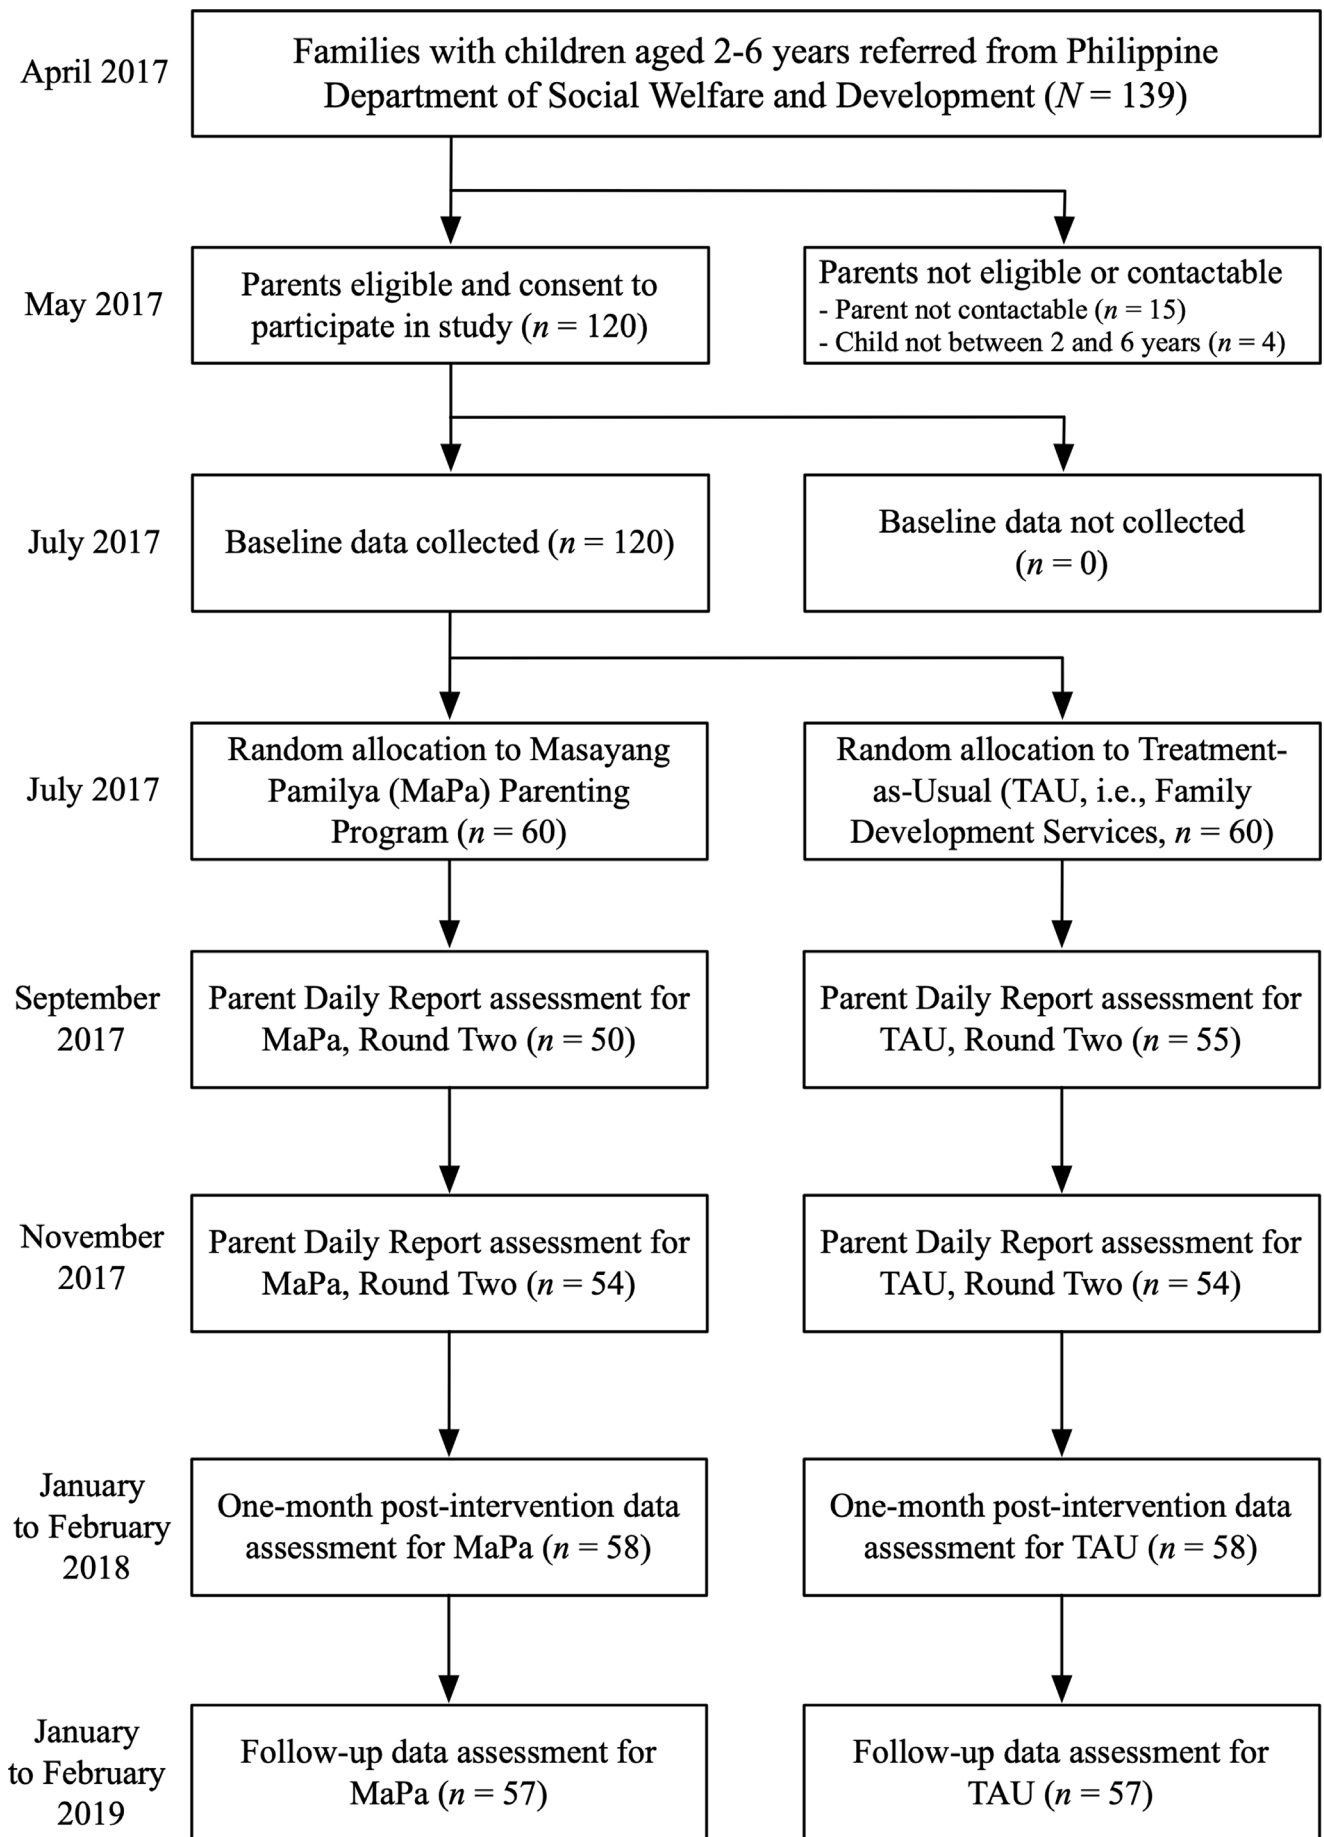 April 2017
Families with children aged 2-6 years referred from Philippine
Department of Social Welfare and Development (N = 139)
May 2017
Parents eligible and consent to
participate in study (n = 120)
Parents not eligible or contactable
- Parent not contactable (n = 15)
- Child not between 2 and 6 years (n = 4)
July 2017
Baseline data collected (n = 120)
Baseline data not collected
(n = 0)
July 2017
Random allocation to Masayang
Pamilya (MaPa) Parenting
Program (n = 60)
Random allocation to Treatment-
as-Usual (TAU, i.e., Family
Development Services, n = 60)
September
2017
Parent Daily Report assessment for
MaPa, Round Two (n = 50)
Parent Daily Report assessment for
TAU, Round Two (n = 55)
November
2017
Parent Daily Report assessment for
MaPa, Round Two (n = 54)
Parent Daily Report assessment for
TAU, Round Two (n = 54)
January
to February
2018
One-month post-intervention data
assessment for MaPa (n = 58)
One-month post-intervention data
assessment for TAU (n = 58)
January
to February
2019
Follow-up data assessment for
MaPa (n = 57)
Follow-up data assessment for
TAU (n = 57)